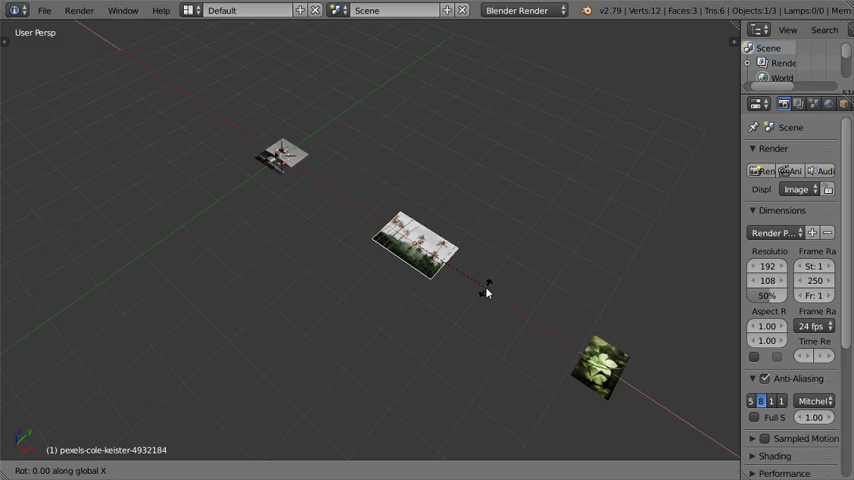 File Render Window Help Default Scene Blender Render v2.79 | Verts:12 | Faces:3 | Tris:6 | Objects:1/3 | Lamps:0/0 | Mem:
User Persp
View Search
Scene
Rende
World
Scene
Render
Ren Ani Audi
Displ Image
Dimensions
Render P...
Resolutio Frame Ra
192 St: 1
108 250
50% Fr: 1
Aspect R Frame Ra
1.00 24 fps
1.00 Time Re
Anti-Aliasing
5 8 1 1 Mitchel
Full S 1.00
Sampled Motion
Shading
Performance
z y
(1) pexels-cole-keister-4932184
Rot: 0.00 along global X